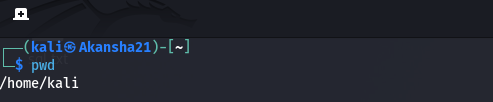 ┌──(kali㉿Akansha21)-[~]
└─$ pwd
/home/kali